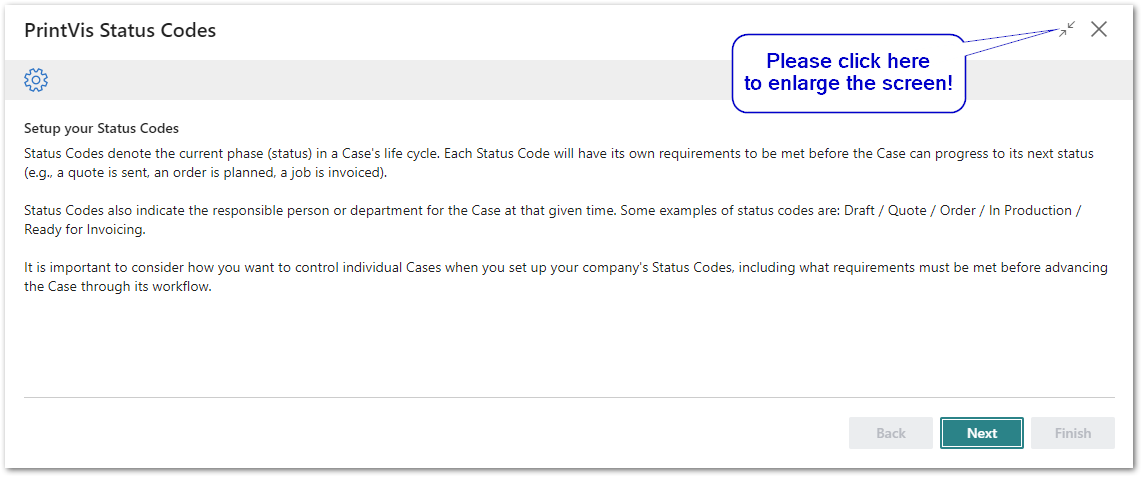 PrintVis Status Codes
Please click here
to enlarge the screen!
Setup your Status Codes
Status Codes denote the current phase (status) in a Case's life cycle. Each Status Code will have its own requirements to be met before the Case can progress to its next status
(e.g., a quote is sent, an order is planned, a job is invoiced).
Status Codes also indicate the responsible person or department for the Case at that given time. Some examples of status codes are: Draft / Quote / Order / In Production /
Ready for Invoicing.
It is important to consider how you want to control individual Cases when you set up your company's Status Codes, including what requirements must be met before advancing
the Case through its workflow.
Back
Next
Finish